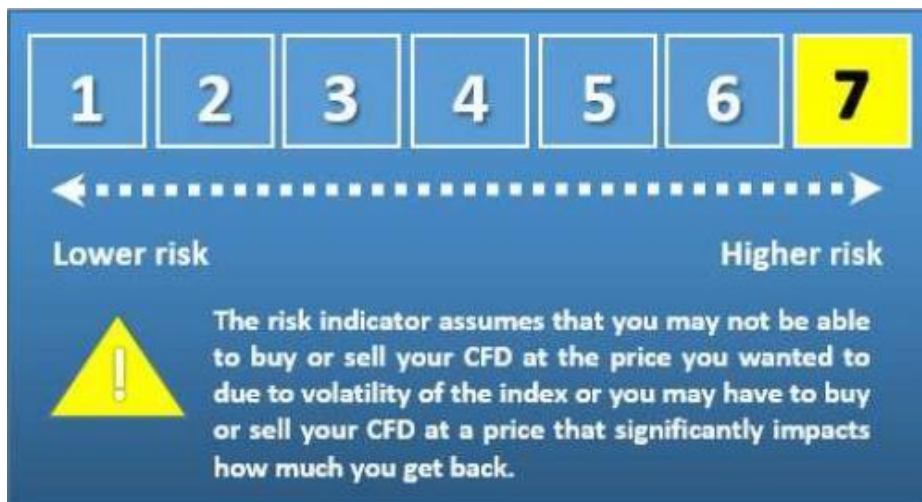 1 2 3 4 5 6 7
Lower risk Higher risk
!
The risk indicator assumes that you may not be able
to buy or sell your CFD at the price you wanted to
due to volatility of the index or you may have to buy
or sell your CFD at a price that significantly impacts
how much you get back.